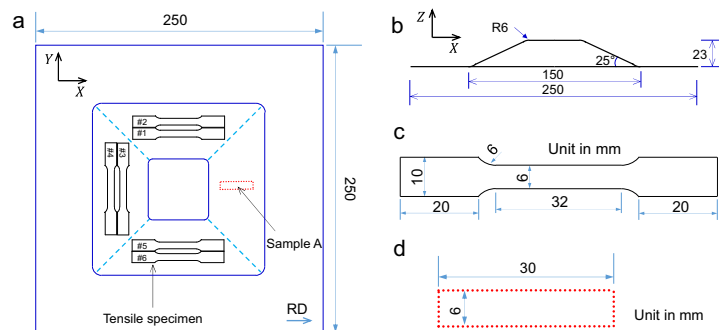 a
250
Y
X
#2
#1
#4
#3
#5
#6
Sample A
Tensile specimen
RD
250
b
Z
X
R6
25°
23
150
250
c
Unit in mm
6
10
6
20
32
20
d
30
6
Unit in mm